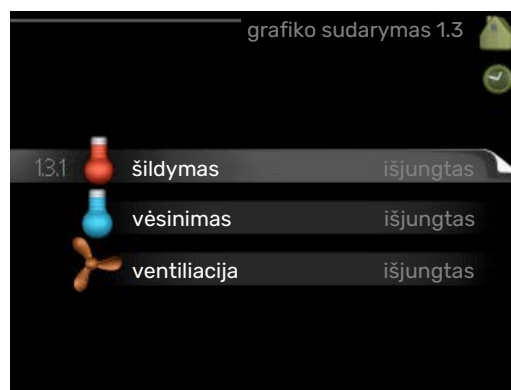 grafiko sudarymas 1.3
1.3.1 šildymas išjungtas
vėsinimas išjungtas
ventiliacija išjungtas